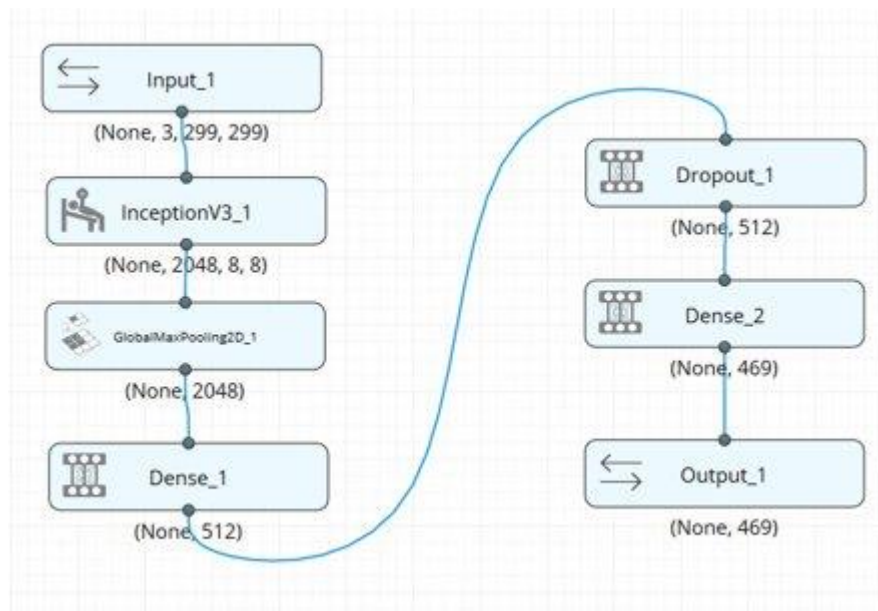 Input_1
(None, 3, 299, 299)
InceptionV3_1
(None, 2048, 8, 8)
GlobalMaxPooling2D_1
(None, 2048)
Dense_1
(None, 512)
Dropout_1
(None, 512)
Dense_2
(None, 469)
Output_1
(None, 469)